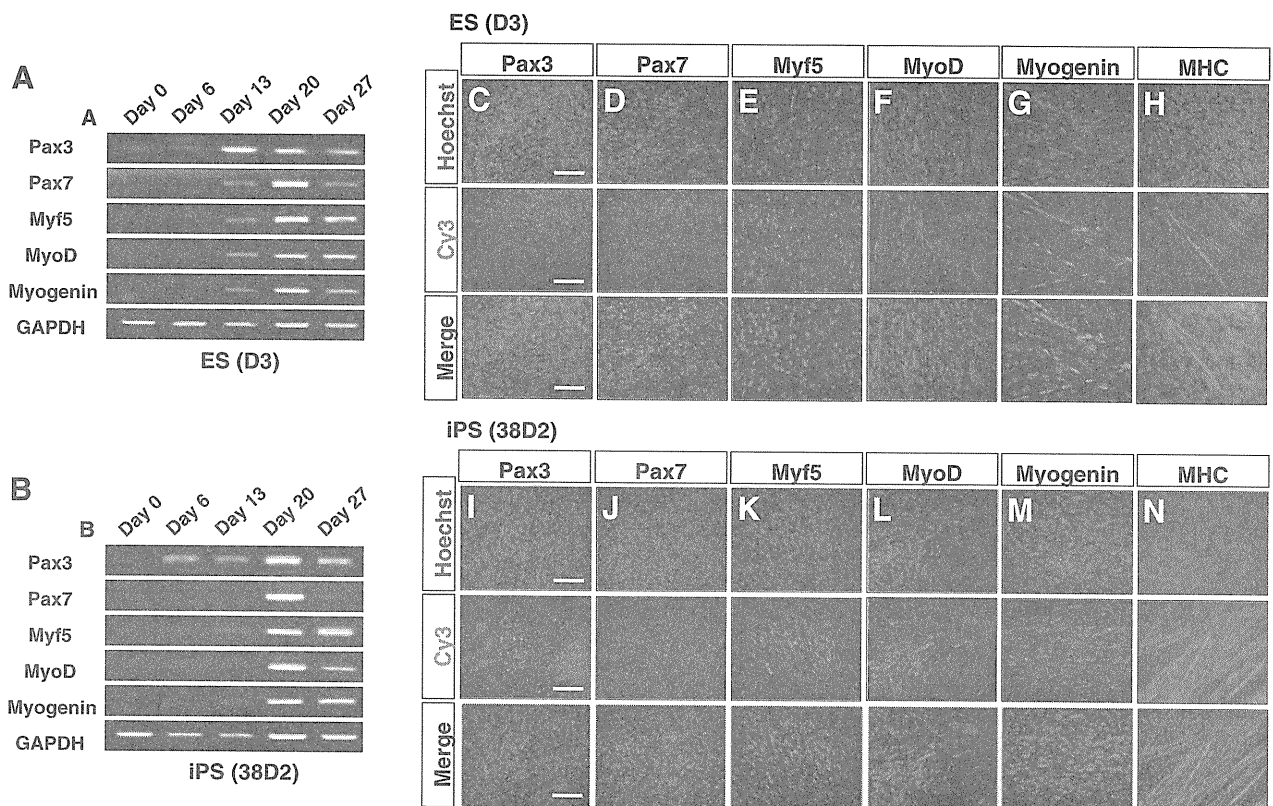 ES (D3)
A
A
Day 0 Day 6 Day 13 Day 20 Day 27
Pax3
Pax7
Myf5
MyoD
Myogenin
GAPDH
ES (D3)
Pax3 Pax7 Myf5 MyoD Myogenin MHC
Hoechst
C D E F G H
Cy3
Merge
iPS (38D2)
B
B
Day 0 Day 6 Day 13 Day 20 Day 27
Pax3
Pax7
Myf5
MyoD
Myogenin
GAPDH
iPS (38D2)
Pax3 Pax7 Myf5 MyoD Myogenin MHC
Hoechst
I J K L M N
Cy3
Merge